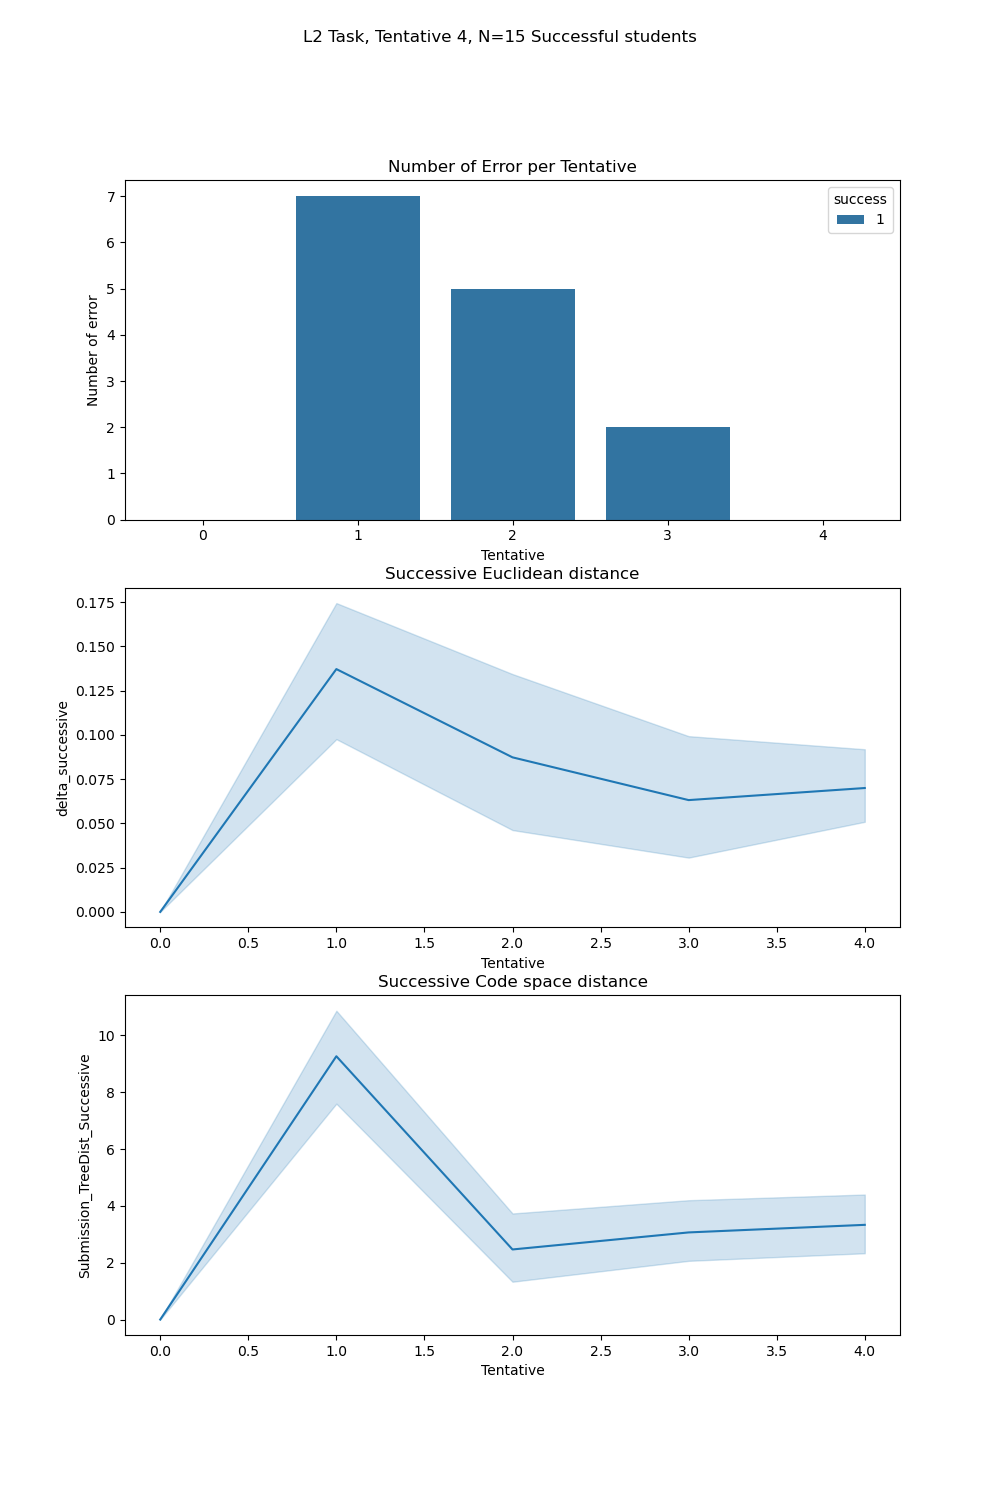 L2 Task, Tentative 4, N=15 Successful students
Number of Error per Tentative
success
1
Number of error
7
6
5
4
3
2
1
0
0 1 2 3 4
Tentative
Successive Euclidean distance
delta_successive
0.175
0.150
0.125
0.100
0.075
0.050
0.025
0.000
0.0 0.5 1.0 1.5 2.0 2.5 3.0 3.5 4.0
Tentative
Successive Code space distance
Submission_TreeDist_Successive
10
8
6
4
2
0
0.0 0.5 1.0 1.5 2.0 2.5 3.0 3.5 4.0
Tentative